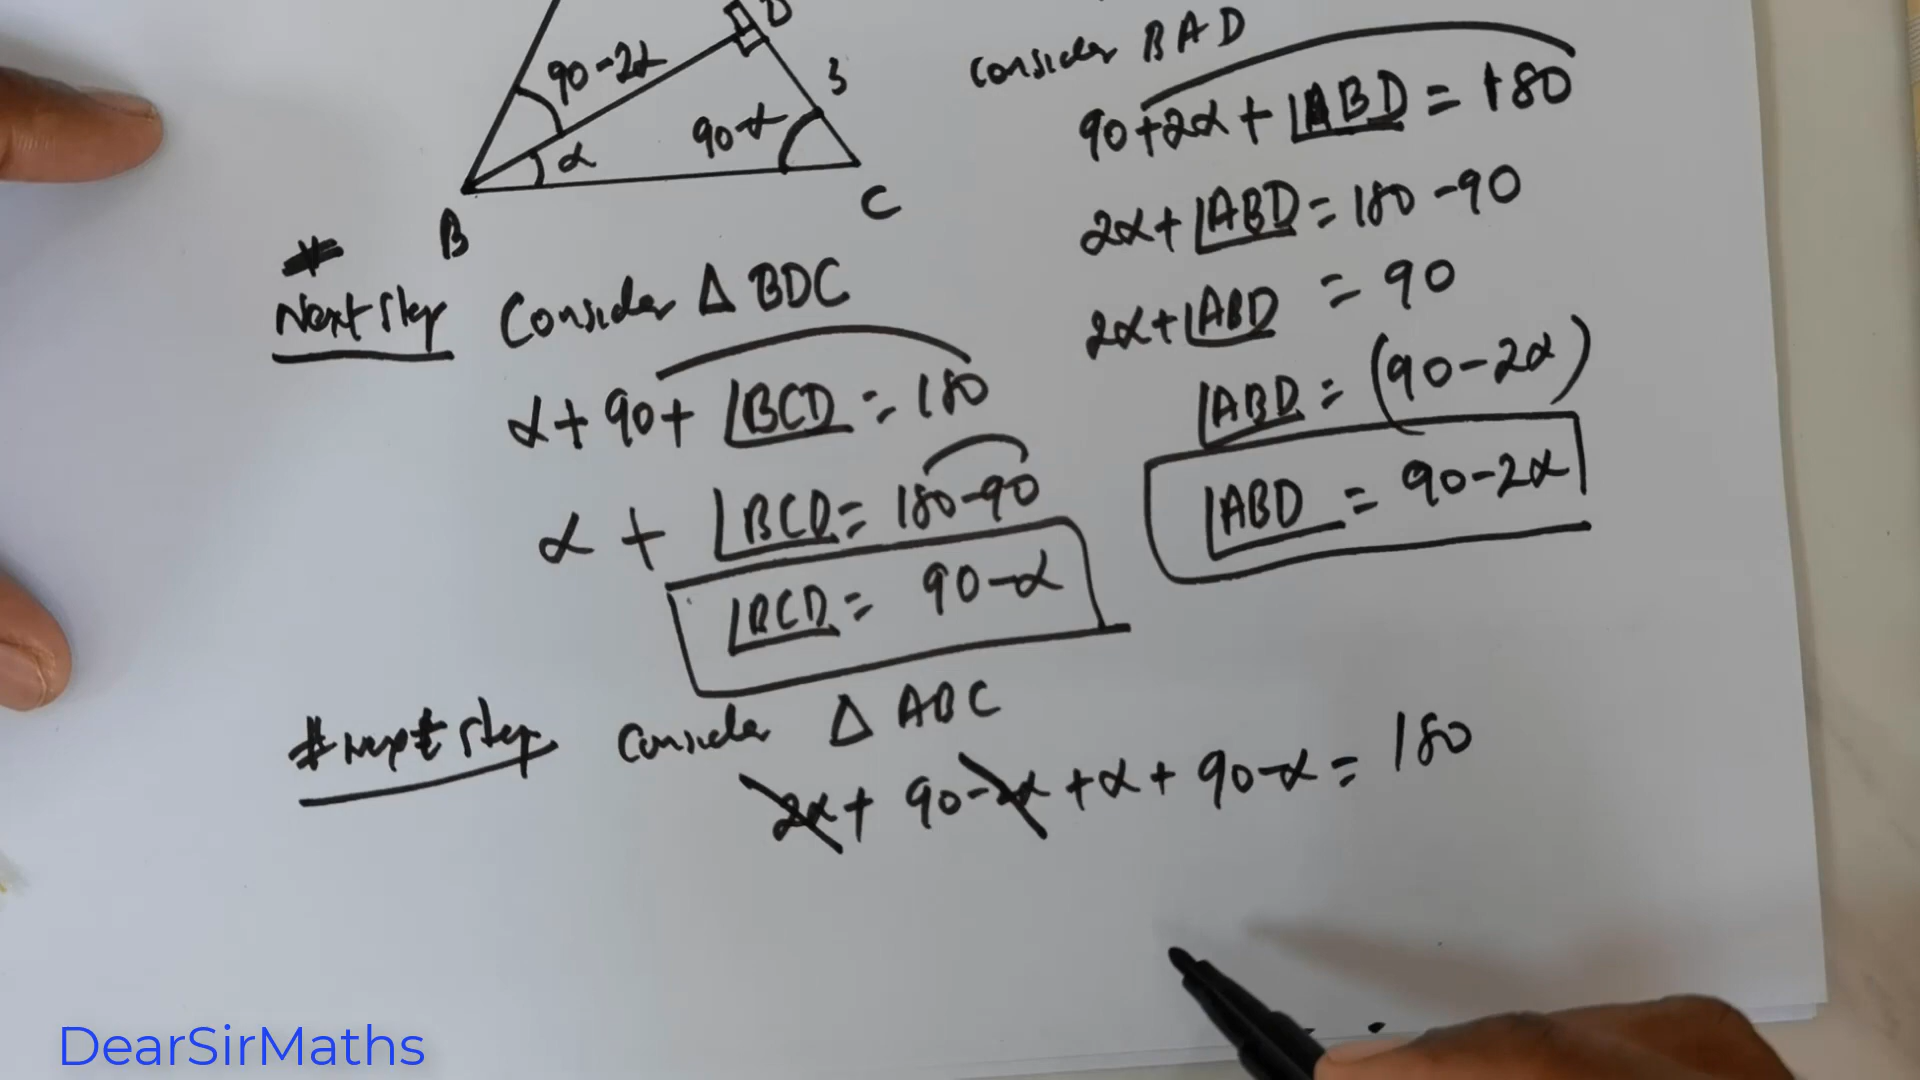 D
90-2α
3
90-α
α
B
C
Next step Consider Δ BDC
α + 90 + ∠BCD = 180
α + ∠BCD = 180-90
∠BCD = 90-α
Consider BAD
90+2α + ∠ABD = 180
2α + ∠ABD = 180-90
2α + ∠ABD = 90
∠ABD = (90-2α)
∠ABD = 90-2α
# next step Consider Δ ABC
2α + 90-2α + α + 90-α = 180
DearSirMaths